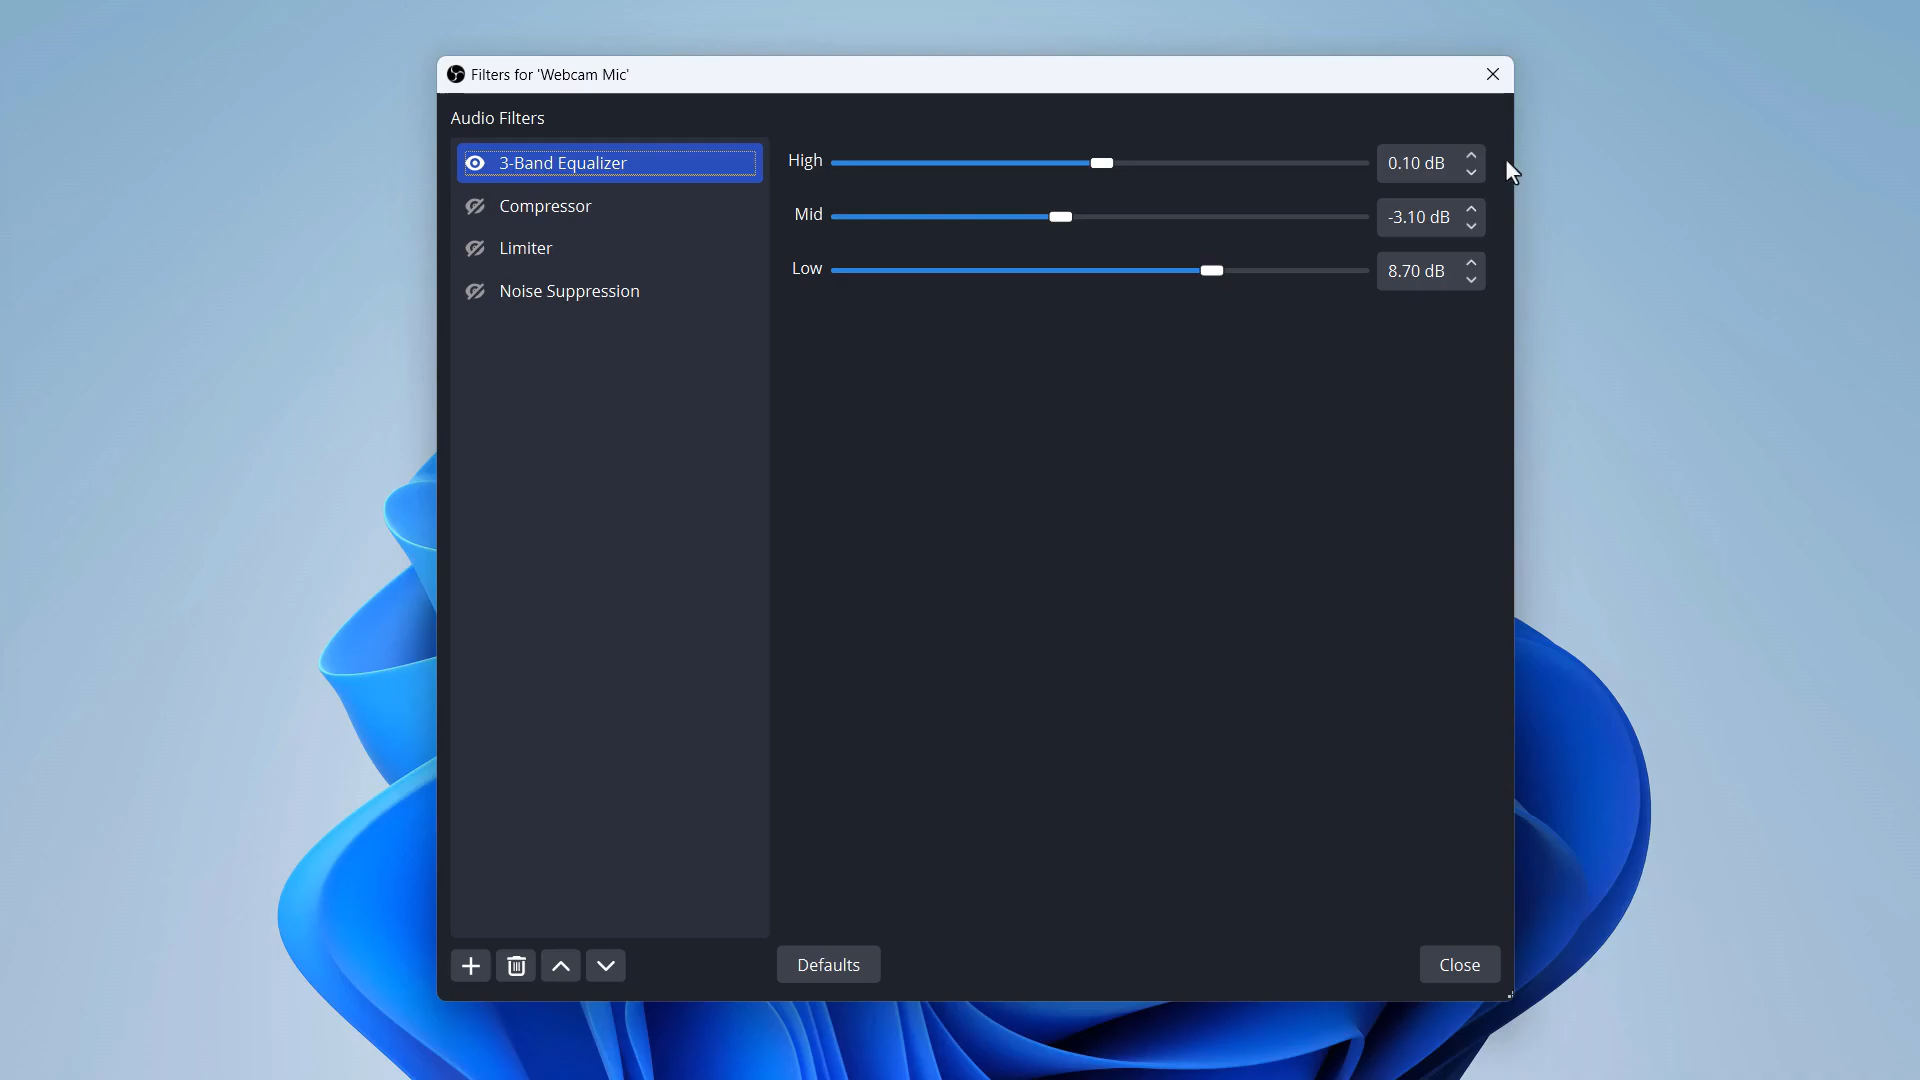 Filters for 'Webcam Mic'
Audio Filters
3-Band Equalizer
Compressor
Limiter
Noise Suppression
High 0.10 dB
Mid -3.10 dB
Low 8.70 dB
Defaults
Close